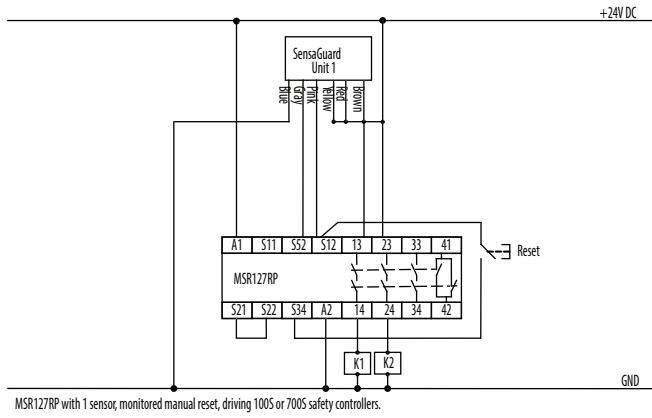 +24V DC
SensaGuard
Unit 1
Blue
Gray
Pink
Yellow
Red
Brown
A1 S11 S52 S12 13 23 33 41
Reset
MSR127RP
S21 S22 S34 A2 14 24 34 42
K1 K2
GND
MSR127RP with 1 sensor, monitored manual reset, driving 100S or 700S safety controllers.